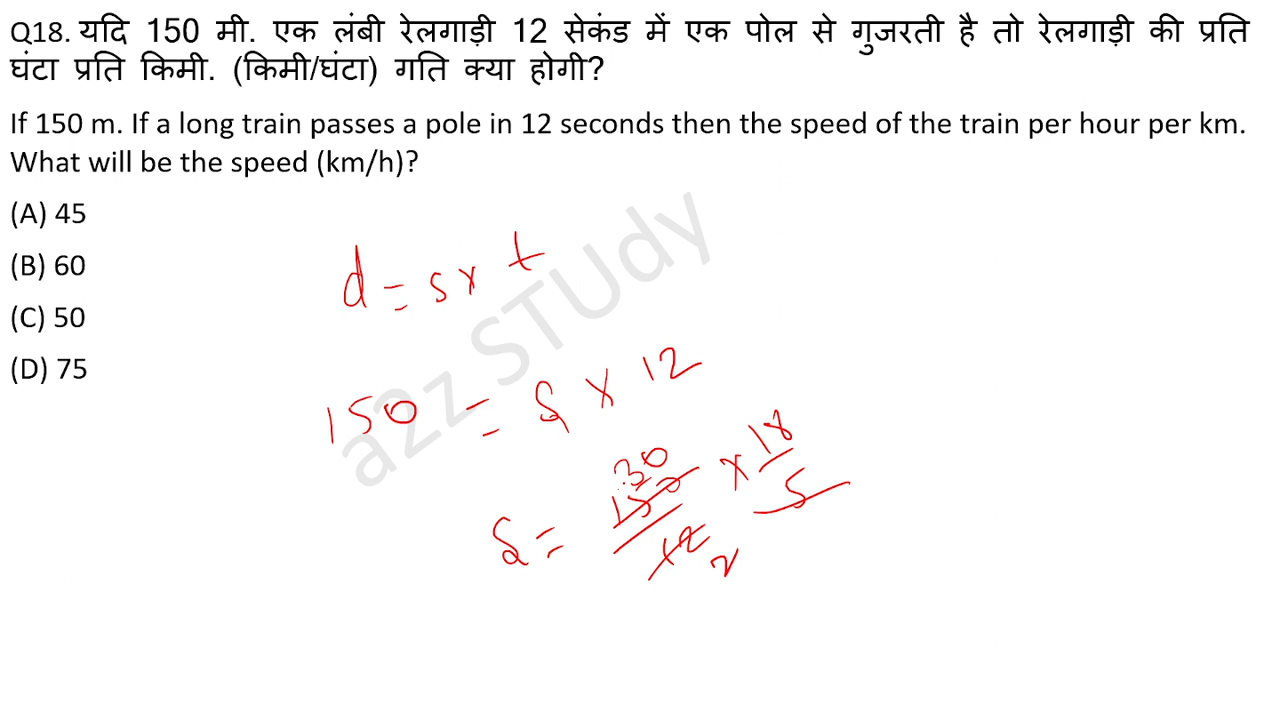 Q18. यदि 150 मी. एक लंबी रेलगाड़ी 12 सेकंड में एक पोल से गुजरती है तो रेलगाड़ी की प्रति
घंटा प्रति किमी. (किमी/घंटा) गति क्या होगी?
If 150 m. If a long train passes a pole in 12 seconds then the speed of the train per hour per km.
What will be the speed (km/h)?
(A) 45
(B) 60
(C) 50
(D) 75
a2z STUdy
d = s x t
150 = S x 12
30
S = 150/12 x 18/5
2